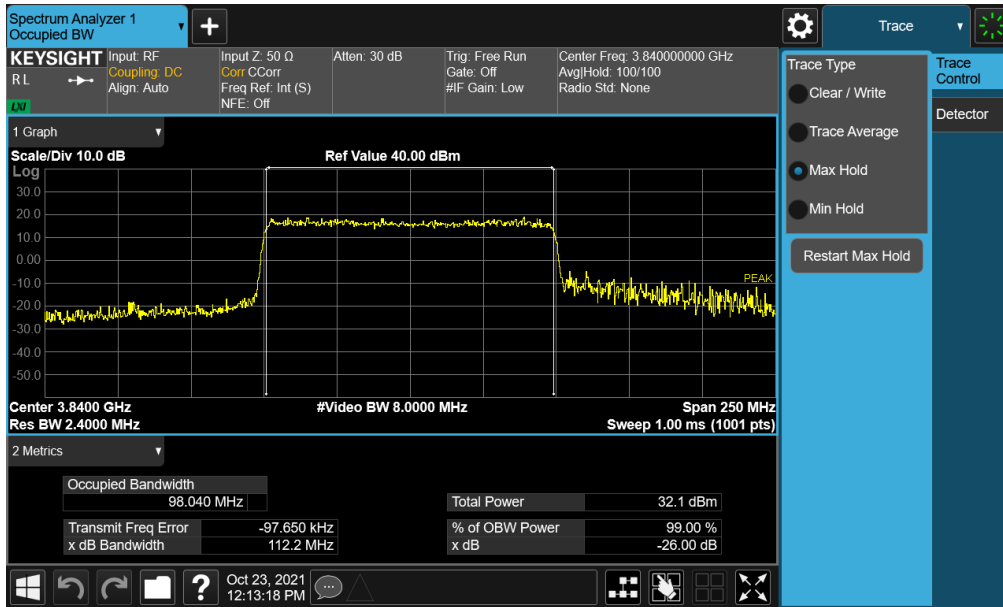 Spectrum Analyzer 1
Occupied BW
▼
+
Trace
▼
KEYSIGHT
R L
LXI
Input: RF
Coupling: DC
Align: Auto
Input Z: 50 Ω
Corr CCorr
Freq Ref: Int (S)
NFE: Off
Atten: 30 dB
Trig: Free Run
Gate: Off
#IF Gain: Low
Center Freq: 3.840000000 GHz
Avg|Hold: 100/100
Radio Std: None
Trace Type
Clear / Write
Trace Average
Max Hold
Min Hold
Restart Max Hold
Trace
Control
Detector
1 Graph
▼
Scale/Div 10.0 dB
Ref Value 40.00 dBm
Log
30.0
20.0
10.0
0.00
-10.0
-20.0
-30.0
-40.0
-50.0
PEAK
Center 3.8400 GHz
#Video BW 8.0000 MHz
Span 250 MHz
Res BW 2.4000 MHz
Sweep 1.00 ms (1001 pts)
2 Metrics
▼
Occupied Bandwidth
98.040 MHz
Total Power 32.1 dBm
Transmit Freq Error -97.650 kHz
% of OBW Power 99.00 %
x dB Bandwidth 112.2 MHz
x dB -26.00 dB
?
Oct 23, 2021
12:13:18 PM